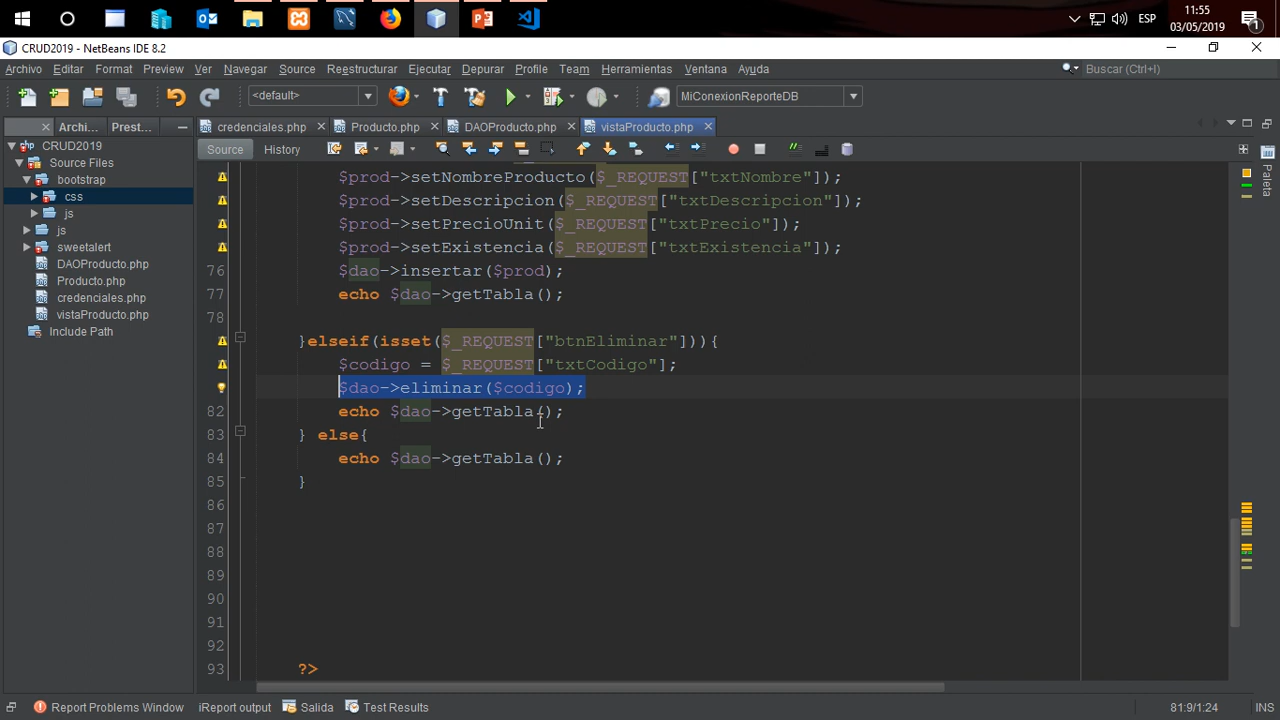 11:55
ESP
03/05/2019
CRUD2019 - NetBeans IDE 8.2
Archivo Editar Format Preview Ver Navegar Source Reestructurar Ejecutar Depurar Profile Team Herramientas Ventana Ayuda
Buscar (Ctrl+I)
<default>
MiConexionReporteDB
Archi... Prest...
credenciales.php Producto.php DAOProducto.php vistaProducto.php
Source History
CRUD2019
Source Files
bootstrap
css
js
js
sweetalert
DAOProducto.php
Producto.php
credenciales.php
vistaProducto.php
Include Path
$prod->setNombreProducto($_REQUEST["txtNombre"]);
$prod->setDescripcion($_REQUEST["txtDescripcion"]);
$prod->setPrecioUnit($_REQUEST["txtPrecio"]);
$prod->setExistencia($_REQUEST["txtExistencia"]);
76 $dao->insertar($prod);
77 echo $dao->getTabla();
78
}elseif(isset($_REQUEST["btnEliminar"])){
$codigo = $_REQUEST["txtCodigo"];
$dao->eliminar($codigo);
82 echo $dao->getTabla();
83 } else{
84 echo $dao->getTabla();
85 }
86
87
88
89
90
91
92
93 ?>
Paleta
Report Problems Window iReport output Salida Test Results
81:9/1:24 INS